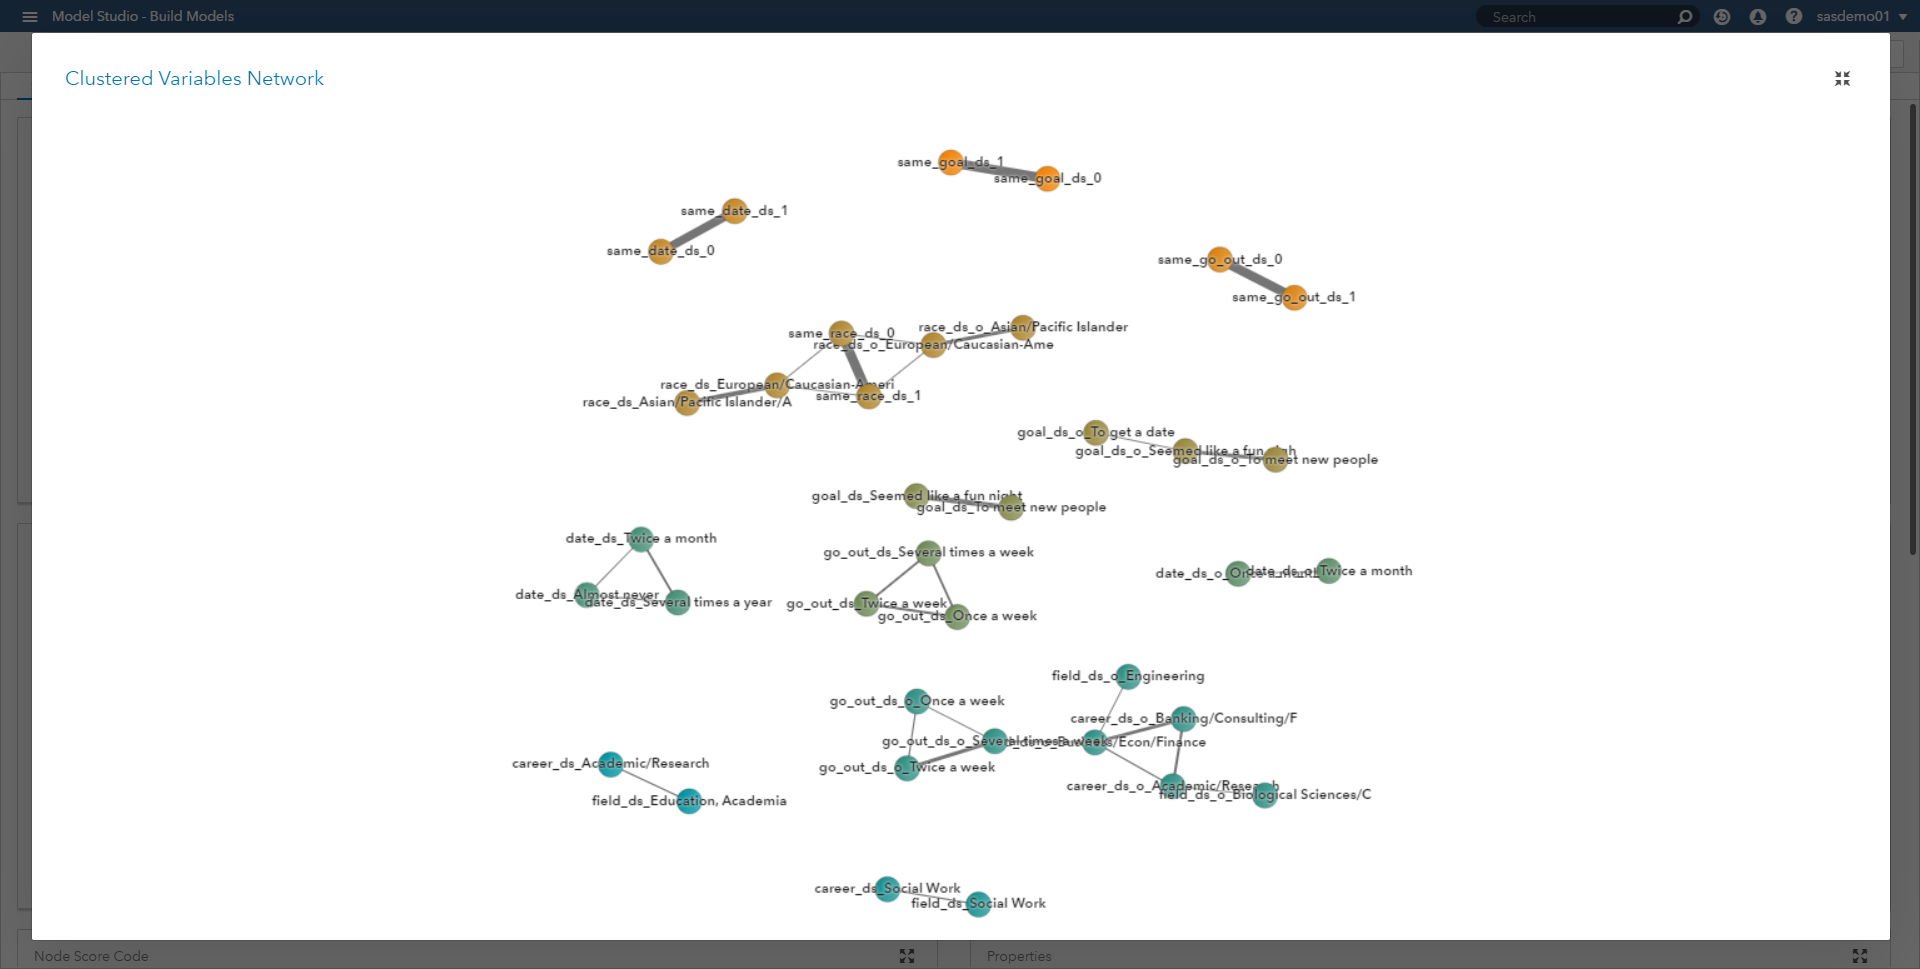 Model Studio - Build Models
Search
sasdemo01
Clustered Variables Network
same_goal_ds_1
same_goal_ds_0
same_date_ds_1
same_date_ds_0
same_go_out_ds_0
same_go_out_ds_1
race_ds_o_Asian/Pacific Islander
same_race_ds_0
race_ds_o_European/Caucasian-Ame
race_ds_European/Caucasian-Ameri
same_race_ds_1
race_ds_Asian/Pacific Islander/A
goal_ds_o_To get a date
goal_ds_o_Seemed like a fun nigh
goal_ds_o_To meet new people
goal_ds_Seemed like a fun night
goal_ds_To meet new people
date_ds_Twice a month
go_out_ds_Several times a week
date_ds_o_Twice a month
date_ds_Almost never
date_ds_Several times a year
go_out_ds_Twice a week
go_out_ds_Once a week
field_ds_o_Engineering
go_out_ds_o_Once a week
career_ds_o_Banking/Consulting/F
go_out_ds_o_Several times a week
/Econ/Finance
career_ds_Academic/Research
go_out_ds_o_Twice a week
career_ds_o_Academic/Research
field_ds_o_Biological Sciences/C
field_ds_Education, Academia
career_ds_Social Work
field_ds_Social Work
Node Score Code
Properties